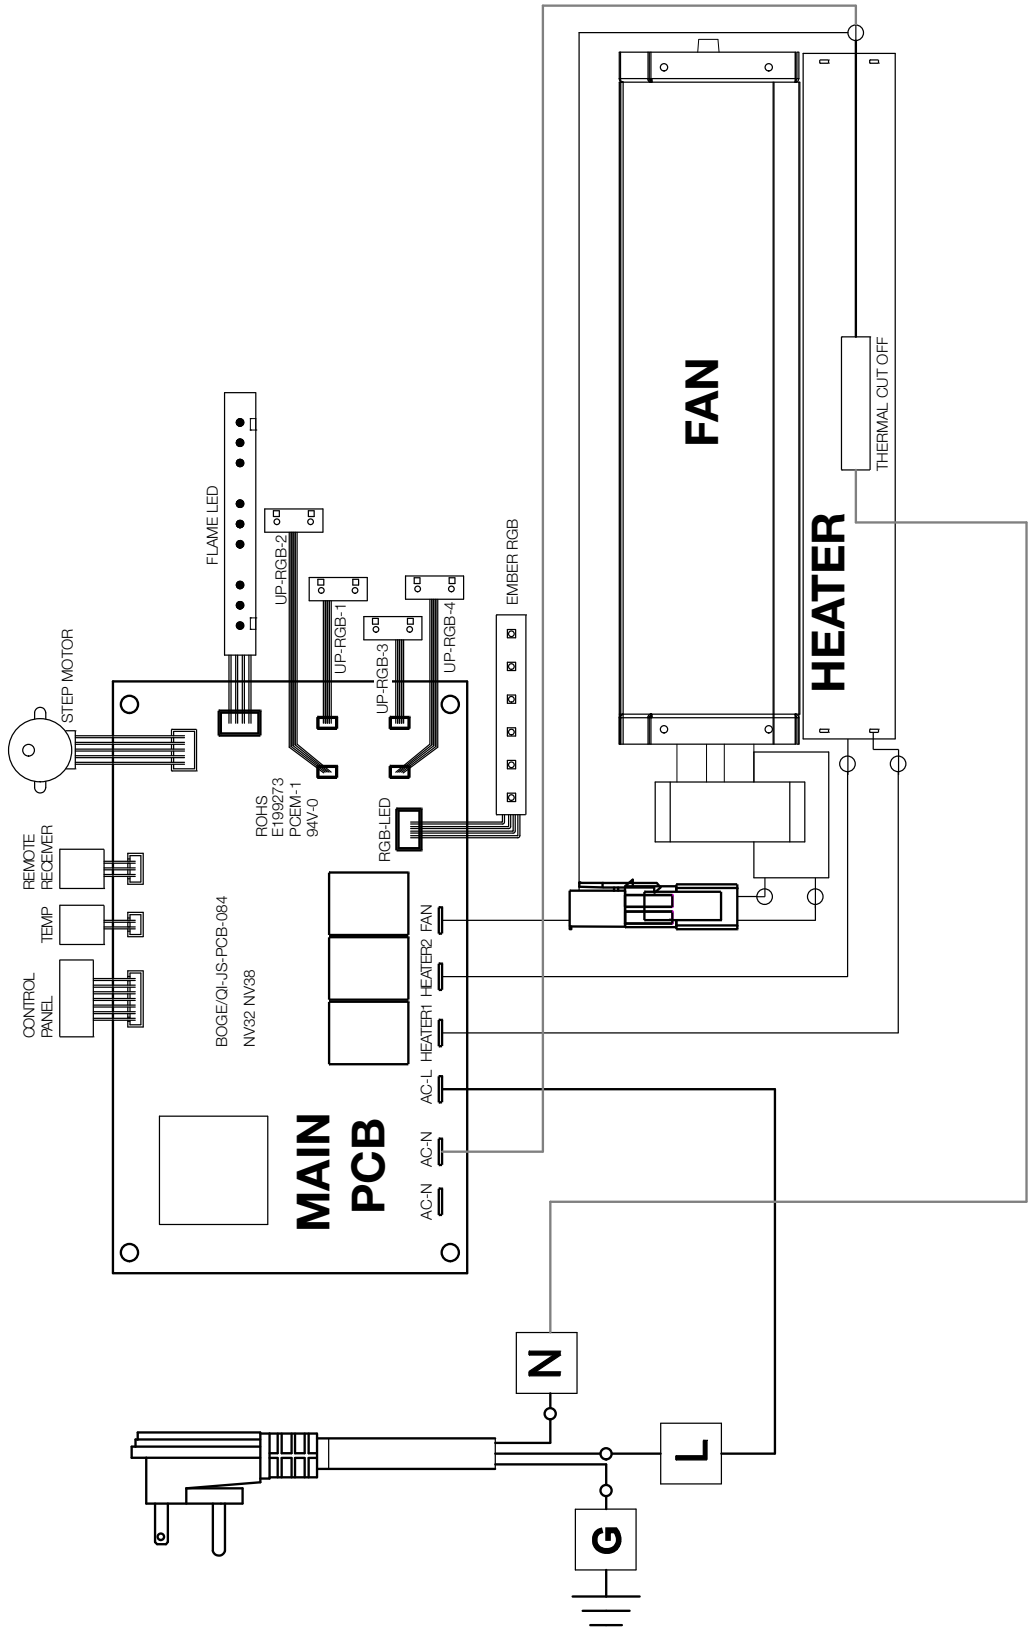 STEP MOTOR
REMOTE
RECEIVER
TEMP
CONTROL
PANEL
FLAME LED
UP-RGB-2
UP-RGB-1
UP-RGB-3
UP-RGB-4
EMBER RGB
RGB-LED
ROHS
E199273
PCEM-1
94V-0
BOGE/QI-JS-PCB-084
NV32 NV38
MAIN
PCB
FAN
HEATER2
HEATER1
AC-L
AC-N
AC-N
FAN
HEATER
THERMAL CUT OFF
N
L
G